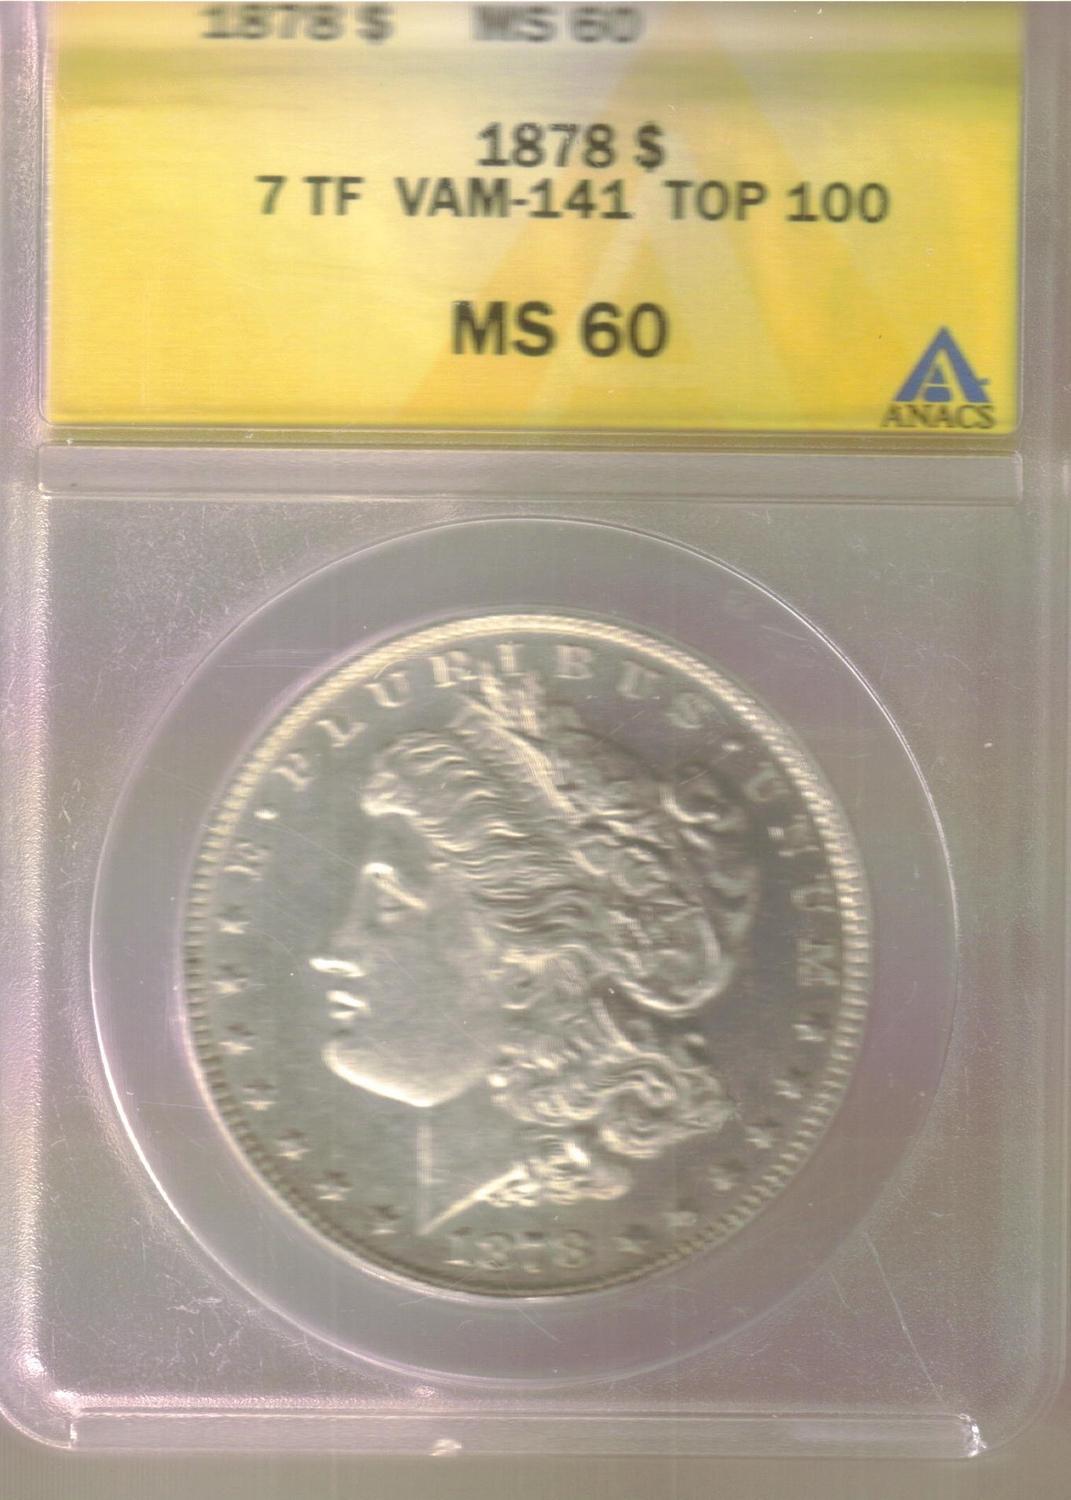 1878 $ MS 60
1878 $
7 TF VAM-141 TOP 100
MS 60
ANACS
E·PLURIBUS·UNUM
1878